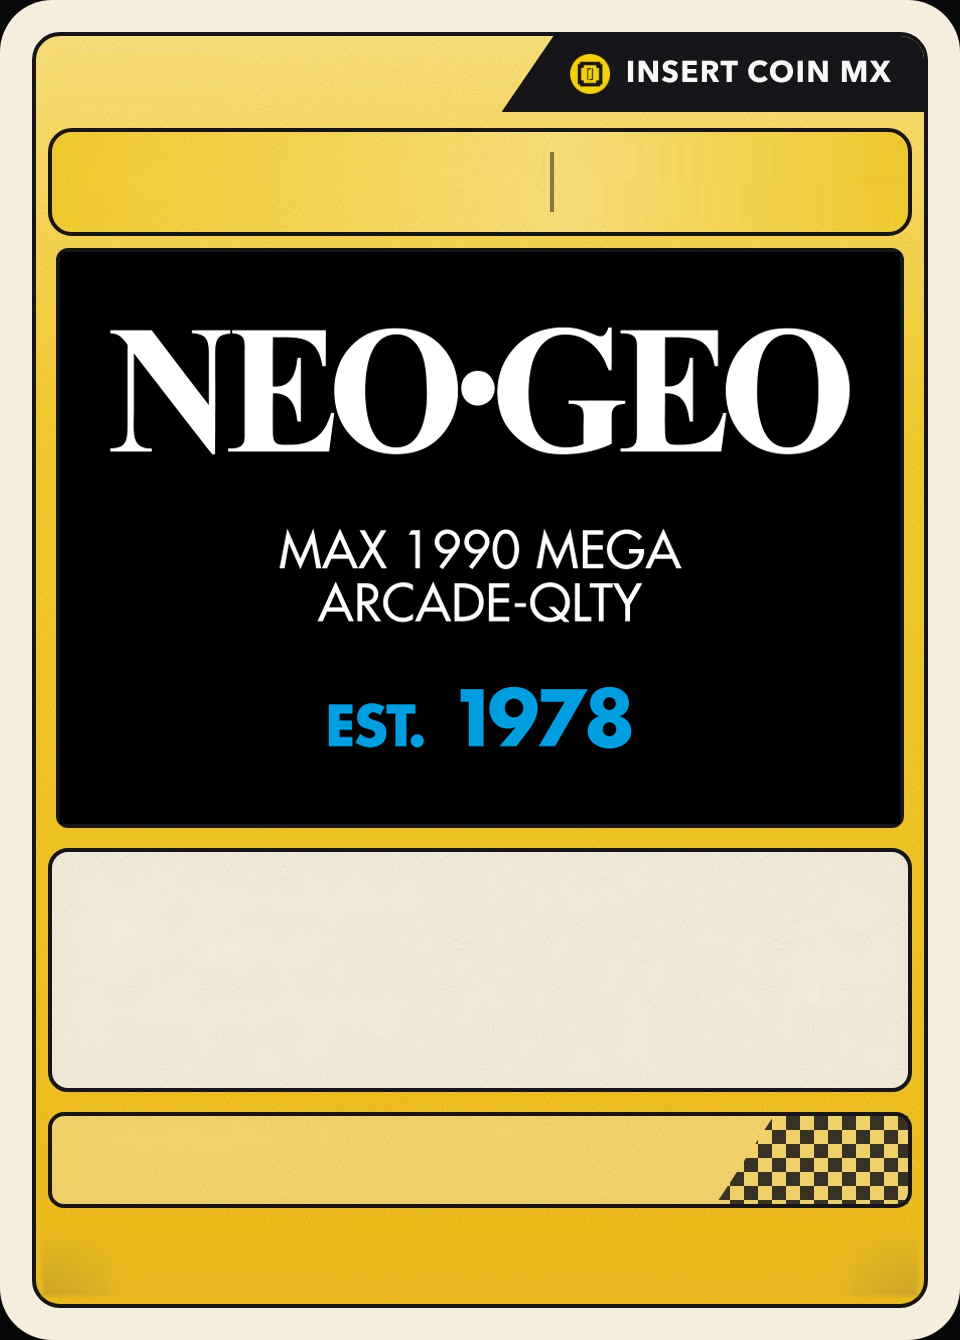 INSERT COIN MX
NEO•GEO
MAX 1990 MEGA
ARCADE-QLTY
EST. 1978